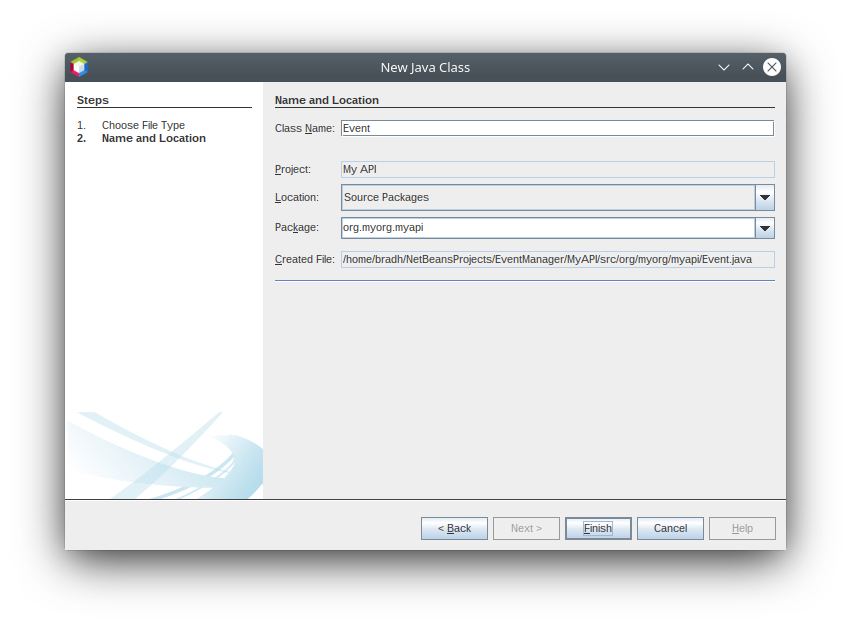 New Java Class
Steps
1. Choose File Type
2. Name and Location
Name and Location
Class Name: Event
Project: My API
Location: Source Packages
Package: org.myorg.myapi
Created File: /home/bradh/NetBeansProjects/EventManager/MyAPI/src/org/myorg/myapi/Event.java
< Back Next > Finish Cancel Help